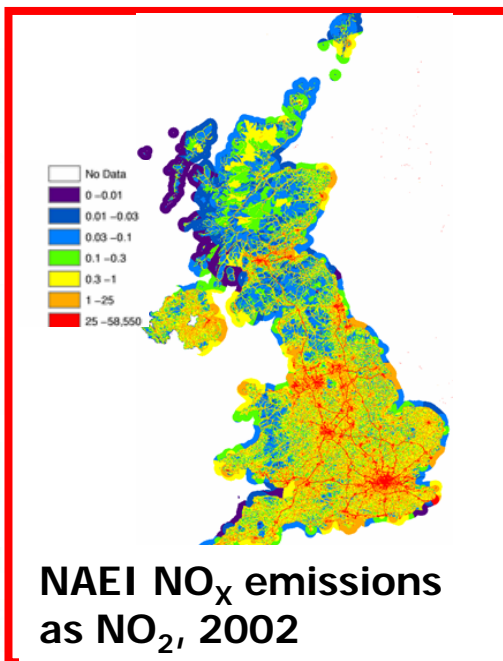 No Data
0 –0.01
0.01 –0.03
0.03 –0.1
0.1 –0.3
0.3 –1
1 –25
25 –58,550
NAEI NOX emissions
as NO2, 2002